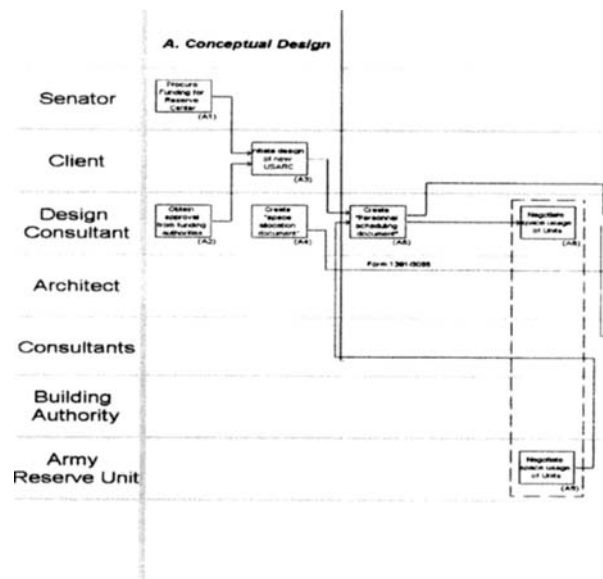 A. Conceptual Design
Senator
Procure
Funding for
Reserve
Center
(A1)
Client
Initiate design
of new
USARC
(A3)
Design
Consultant
Obtain
approval
from funding
authorities
(A2)
Create
"space
allocation
document"
(A4)
Create
"Personnel
scheduling
document"
Negotiate
space usage
of Units
Form 1391/
Architect
Consultants
Building
Authority
Army
Reserve Unit
Negotiate
space usage
of Units